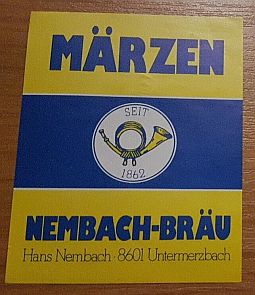 MÄRZEN
SEIT
1862
NEMBACH-BRÄU
Hans Nembach · 8601 Untermerzbach